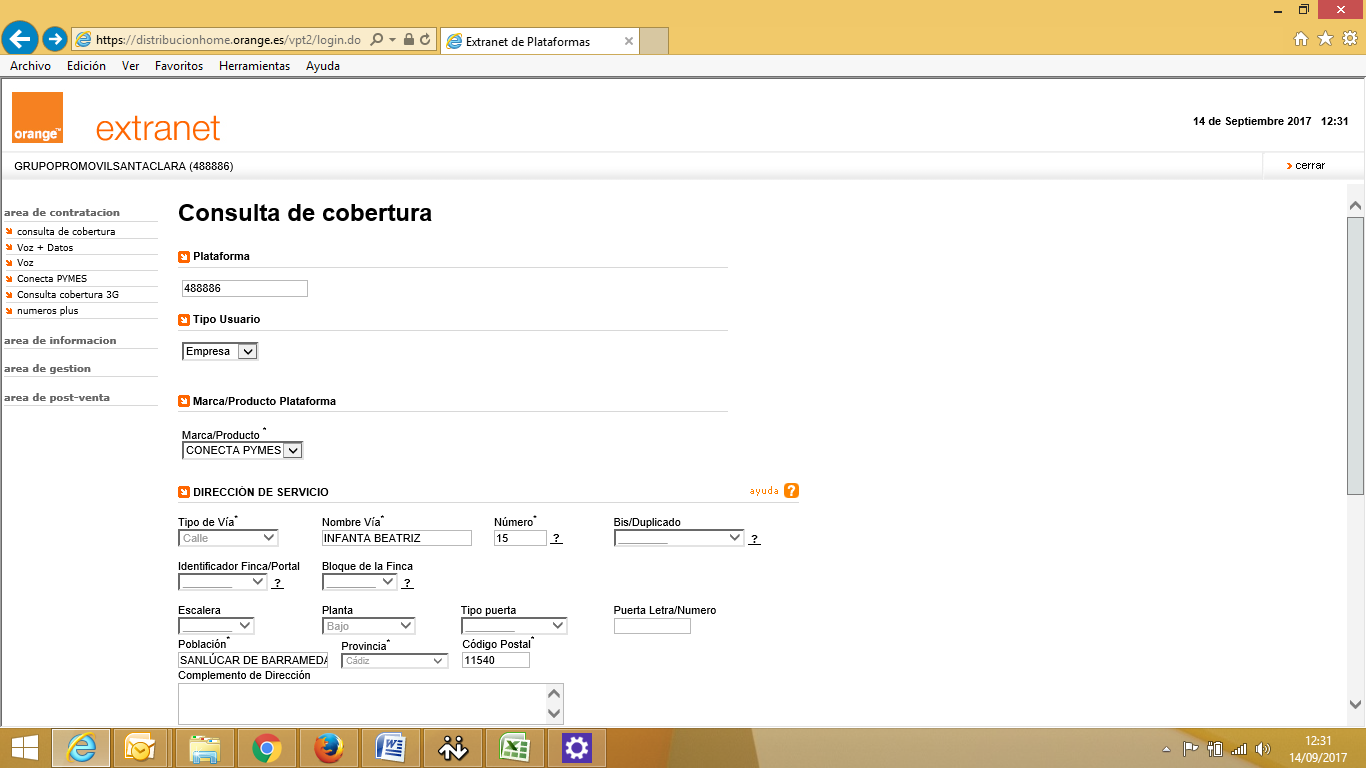 https://distribucionhome.orange.es/vpt2/login.do
Extranet de Plataformas
Archivo Edición Ver Favoritos Herramientas Ayuda
orange™
extranet
14 de Septiembre 2017 12:31
GRUPOPROMOVILSANTACLARA (488886)
cerrar
area de contratacion
consulta de cobertura
Voz + Datos
Voz
Conecta PYMES
Consulta cobertura 3G
numeros plus
area de informacion
area de gestion
area de post-venta
Consulta de cobertura
Plataforma
488886
Tipo Usuario
Empresa
Marca/Producto Plataforma
Marca/Producto *
CONECTA PYMES
DIRECCIÓN DE SERVICIO
ayuda ?
Tipo de Vía* Nombre Vía* Número* Bis/Duplicado
Calle INFANTA BEATRIZ 15 ? ?
Identificador Finca/Portal Bloque de la Finca
? ?
Escalera Planta Tipo puerta Puerta Letra/Numero
Bajo
Población* Provincia* Código Postal*
SANLÚCAR DE BARRAMEDA Cádiz 11540
Complemento de Dirección
12:31
14/09/2017